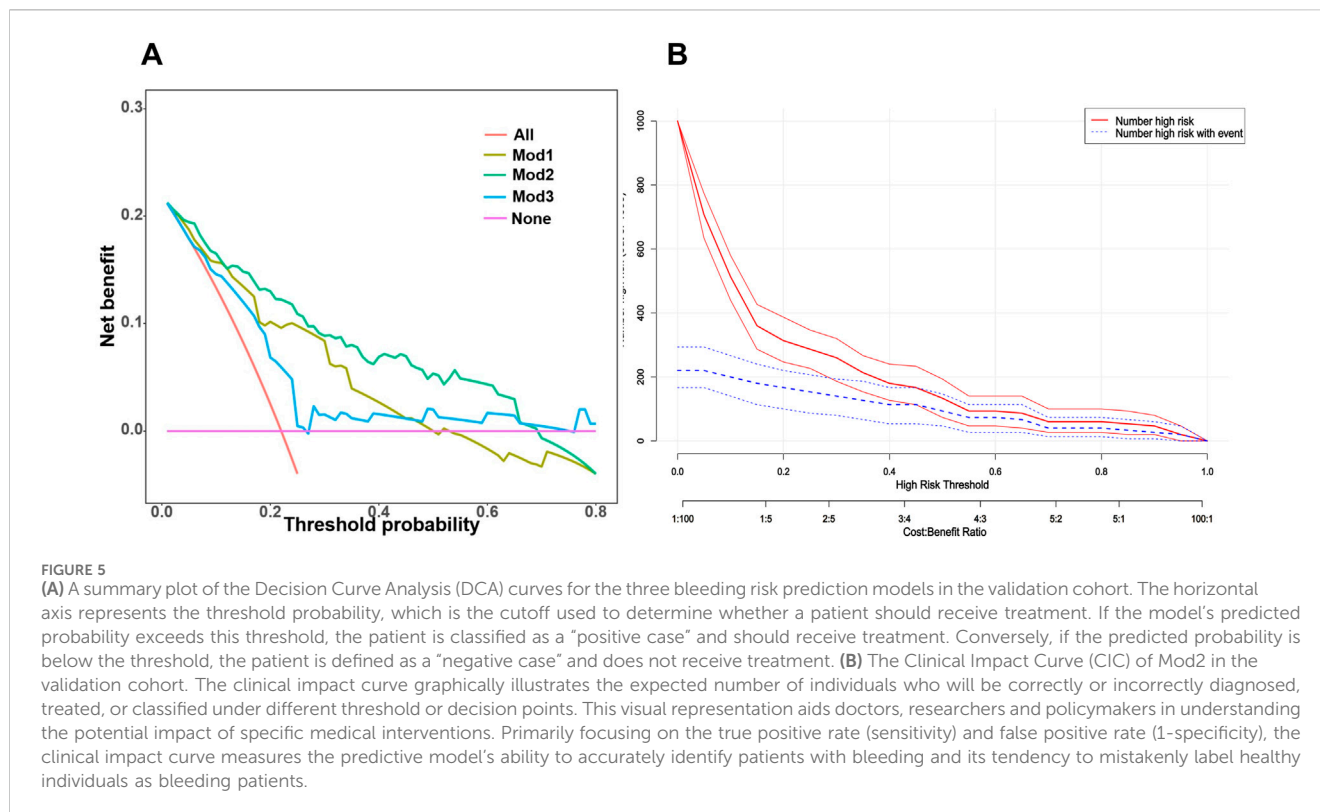 A
B
0.3
0.2
0.1
0.0
Net benefit
All
Mod1
Mod2
Mod3
None
0.0
0.2
0.4
0.6
0.8
Threshold probability
1000
800
600
400
200
0
Number high risk
Number high risk with event
0.0
0.2
0.4
0.6
0.8
1.0
High Risk Threshold
1:100
1:5
2:5
3:4
4:3
5:2
5:1
100:1
Cost:Benefit Ratio
FIGURE 5
(A) A summary plot of the Decision Curve Analysis (DCA) curves for the three bleeding risk prediction models in the validation cohort. The horizontal
axis represents the threshold probability, which is the cutoff used to determine whether a patient should receive treatment. If the model's predicted
probability exceeds this threshold, the patient is classified as a "positive case" and should receive treatment. Conversely, if the predicted probability is
below the threshold, the patient is defined as a "negative case" and does not receive treatment. (B) The Clinical Impact Curve (CIC) of Mod2 in the
validation cohort. The clinical impact curve graphically illustrates the expected number of individuals who will be correctly or incorrectly diagnosed,
treated, or classified under different threshold or decision points. This visual representation aids doctors, researchers and policymakers in understanding
the potential impact of specific medical interventions. Primarily focusing on the true positive rate (sensitivity) and false positive rate (1-specificity), the
clinical impact curve measures the predictive model's ability to accurately identify patients with bleeding and its tendency to mistakenly label healthy
individuals as bleeding patients.